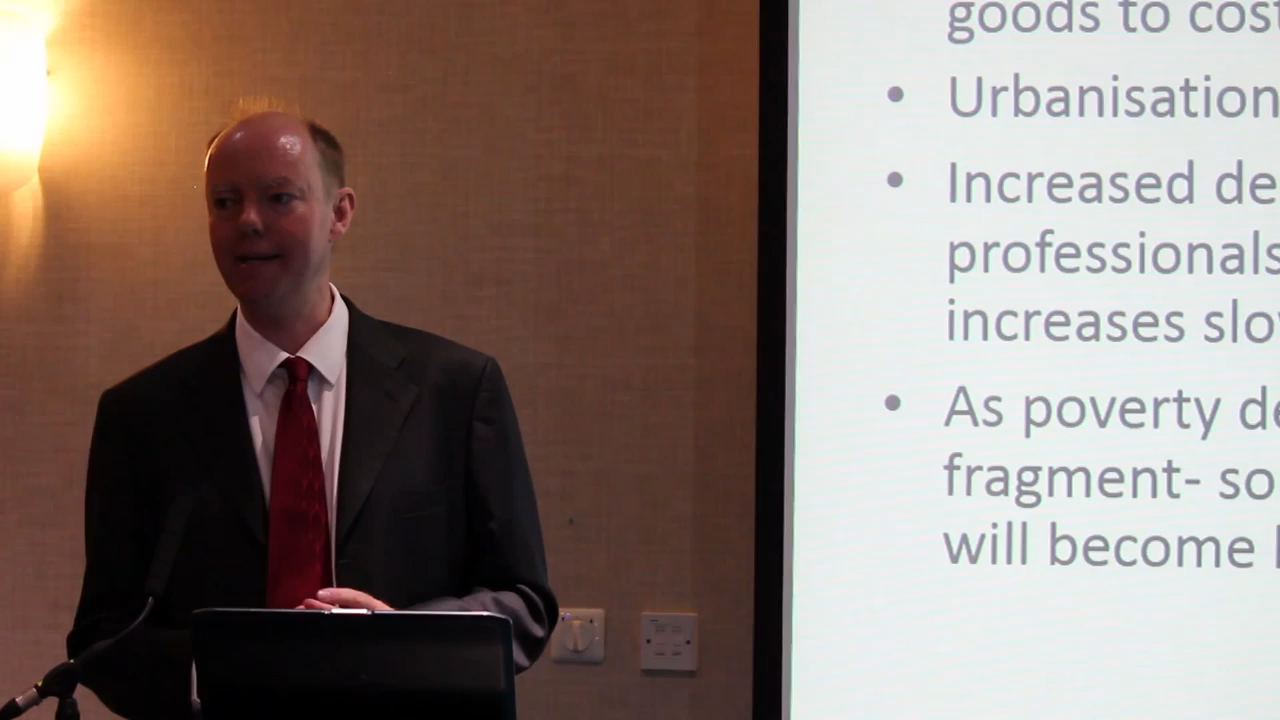 goods to cost
• Urbanisation
• Increased de
professionals
increases slo
• As poverty de
fragment- so
will become